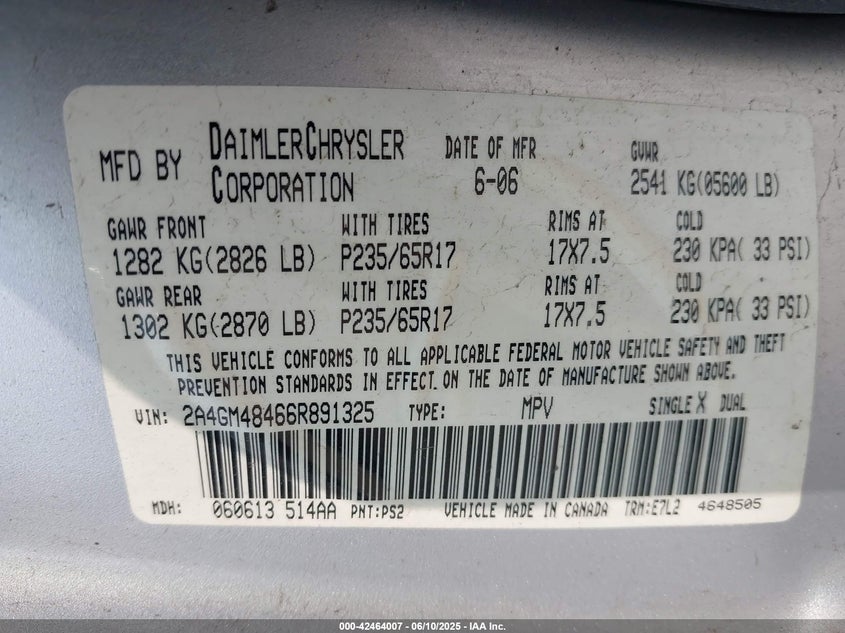 MFD BY DAIMLERCHRYSLER CORPORATION DATE OF MFR 6-06 GVWR 2541 KG(05600 LB)
GAWR FRONT WITH TIRES RIMS AT COLD
1282 KG(2826 LB) P235/65R17 17X7.5 230 KPA( 33 PSI)
GAWR REAR WITH TIRES RIMS AT COLD
1302 KG(2870 LB) P235/65R17 17X7.5 230 KPA( 33 PSI)
THIS VEHICLE CONFORMS TO ALL APPLICABLE FEDERAL MOTOR VEHICLE SAFETY AND THEFT
PREVENTION STANDARDS IN EFFECT ON THE DATE OF MANUFACTURE SHOWN ABOVE.
VIN: 2A4GM48466R891325 TYPE: MPV SINGLE X DUAL
MDH: 060613 514AA PNT:PS2 VEHICLE MADE IN CANADA TRM:E7L2 4648505
000-42464007 - 06/10/2025 - IAA Inc.